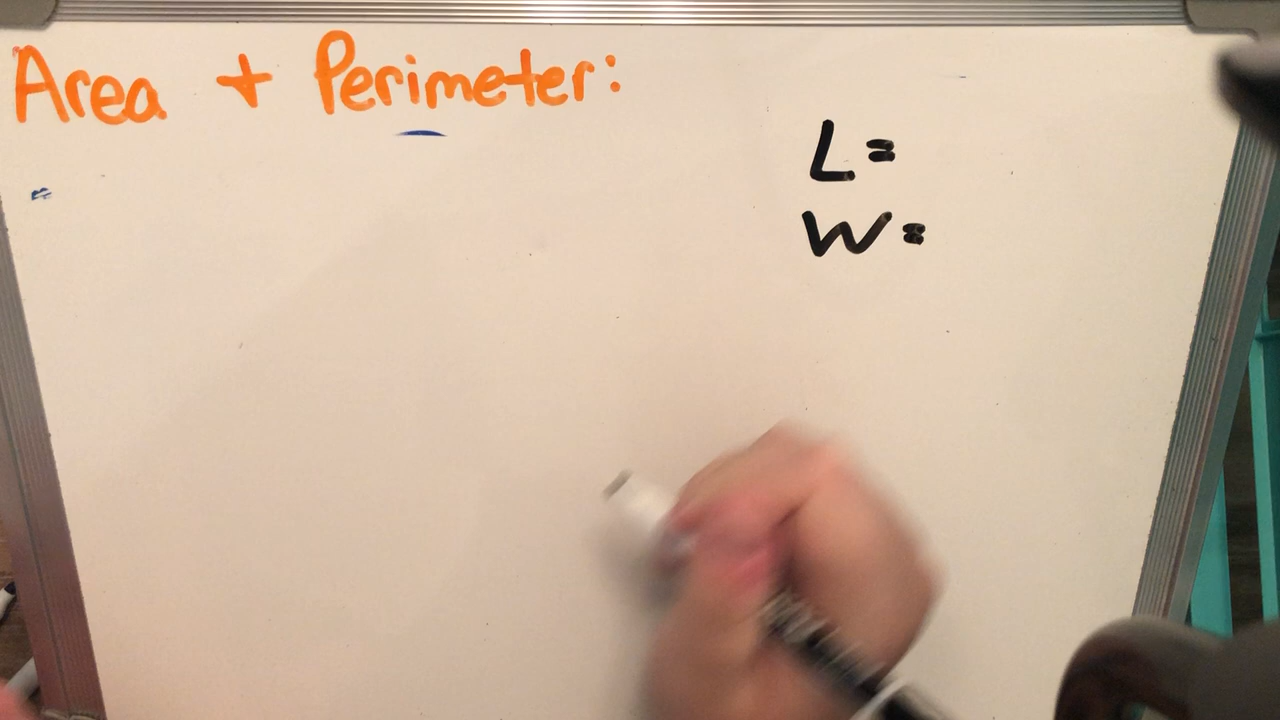 Area + Perimeter:
L=
W=